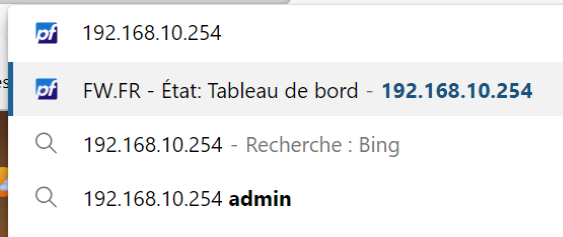 192.168.10.254
es
FW.FR - État: Tableau de bord - 192.168.10.254
192.168.10.254 - Recherche : Bing
192.168.10.254 admin